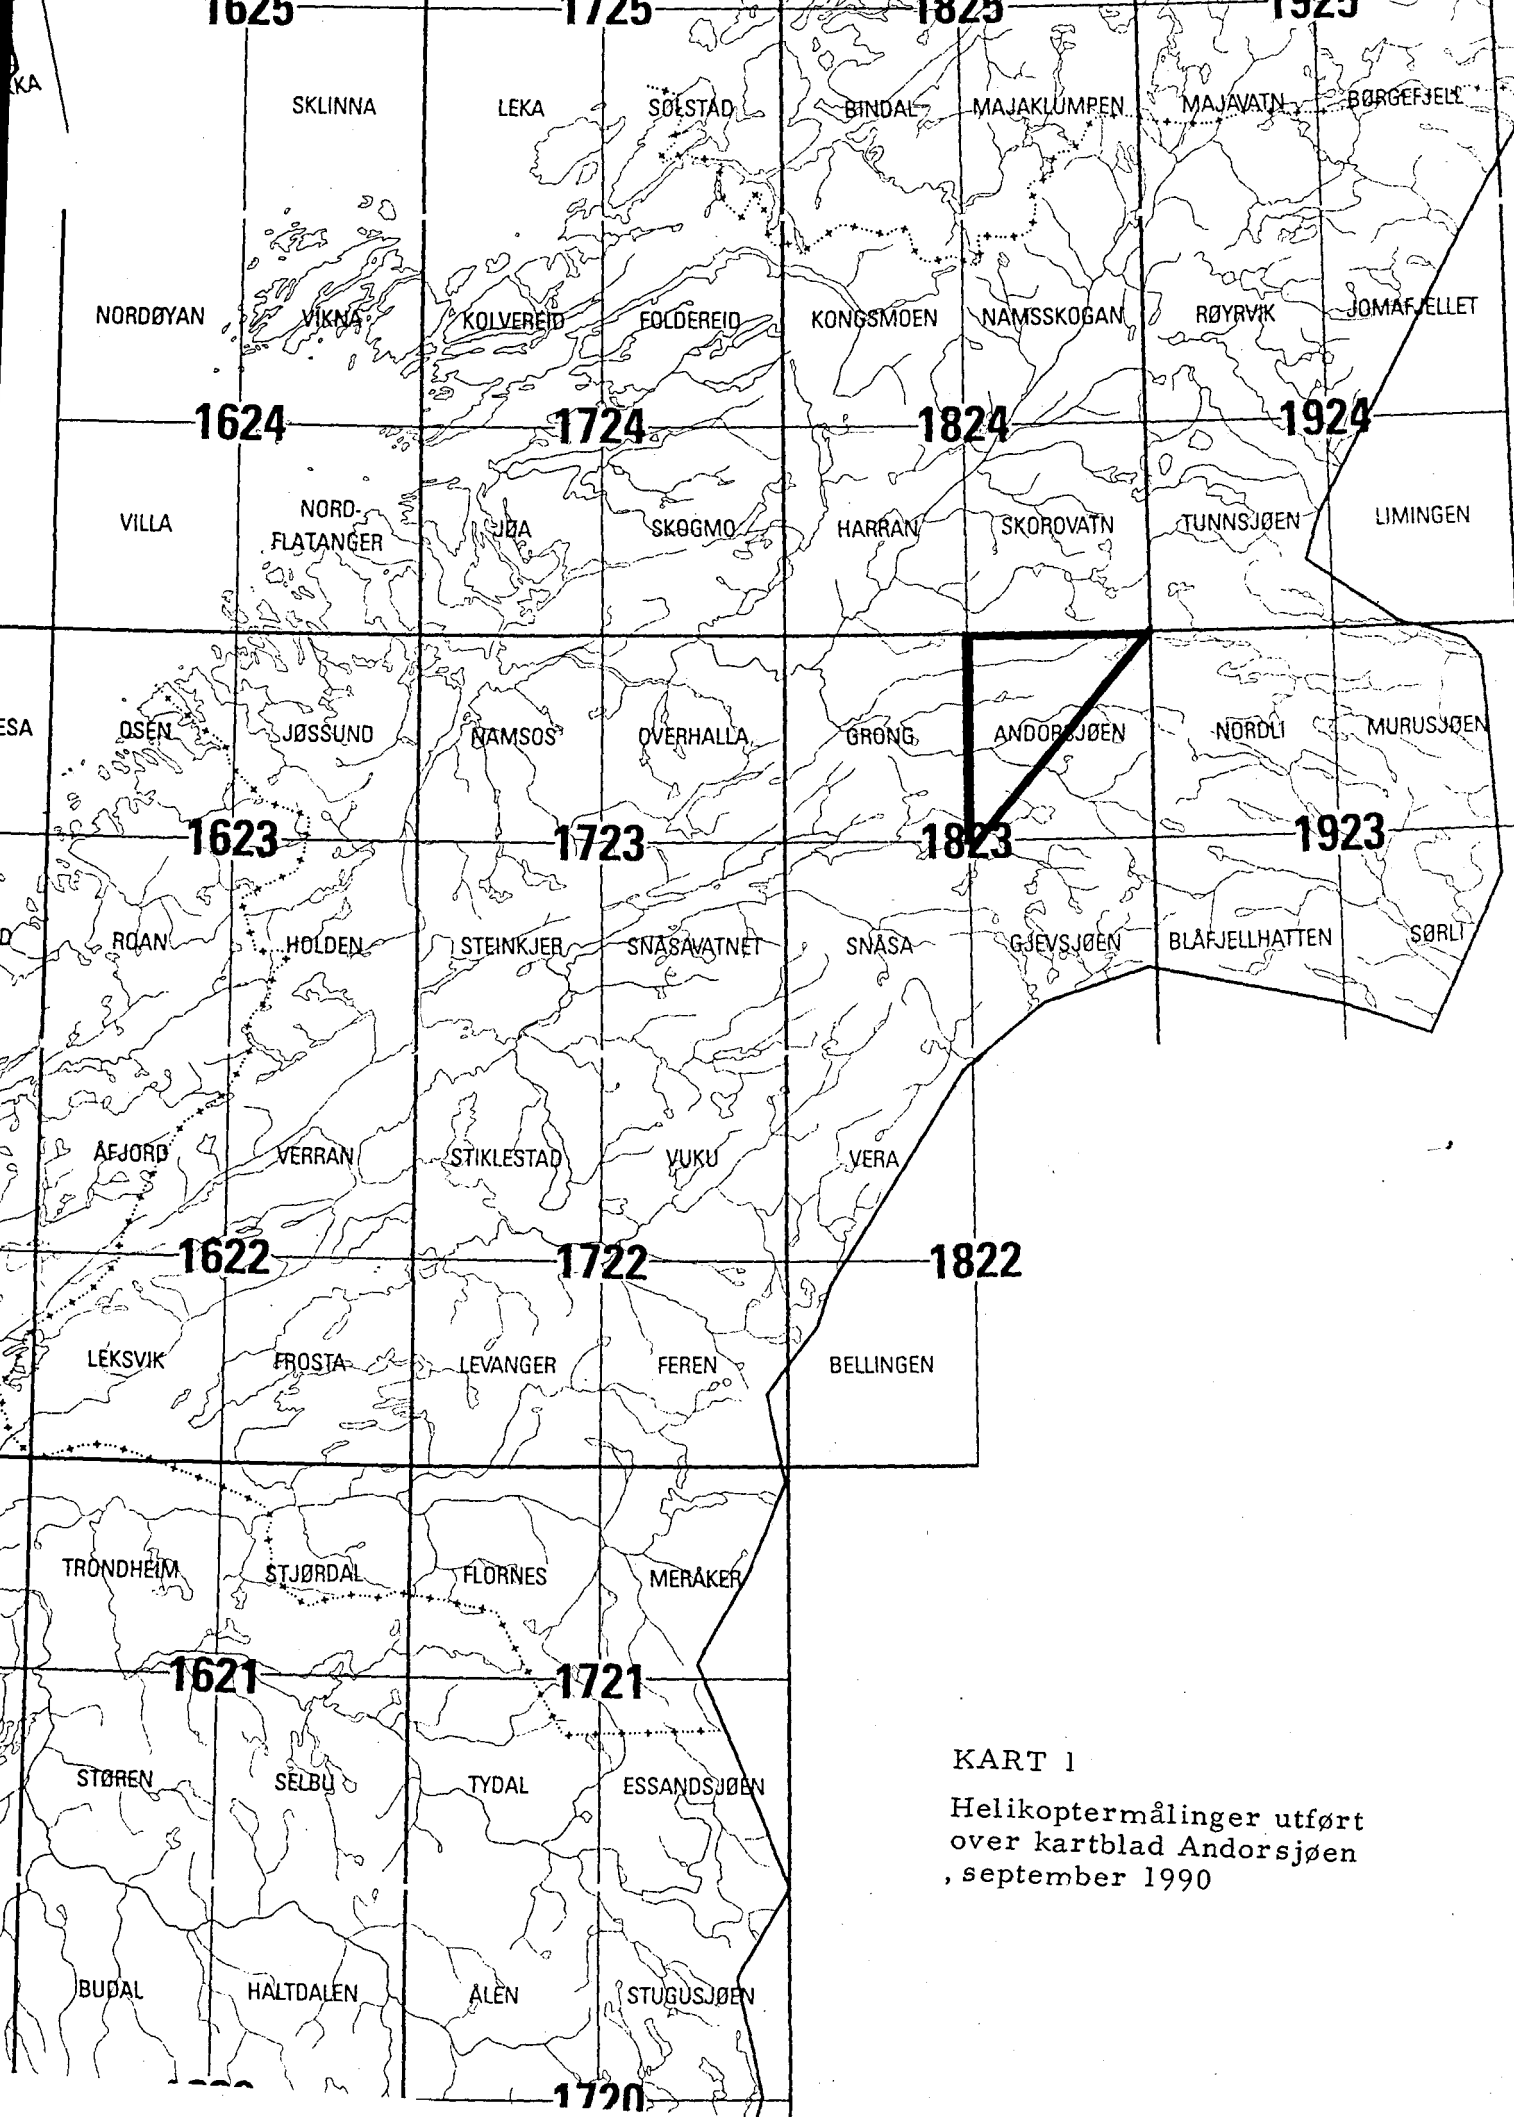 1625 1725 1825 1925
KKA
SKLINNA LEKA SOLSTAD BINDAL MAJAKLUMPEN MAJAVATN BØRGEFJELL
NORDØYAN VIKNA KOLVEREID FOLDEREID KONGSMOEN NAMSSKOGAN RØYRVIK JOMAFJELLET
1624 1724 1824 1924
VILLA NORD- JØA SKOGMO HARRAN SKOROVATN TUNNSJØEN LIMINGEN
FLATANGER
ESA OSEN JØSSUND NAMSOS OVERHALLA GRONG ANDORSJØEN NORDLI MURUSJØEN
1623 1723 1823 1923
D ROAN HOLDEN STEINKJER SNÅSAVATNET SNÅSA GJEVSJØEN BLÅFJELLHATTEN SØRLI
ÅFJORD VERRAN STIKLESTAD VUKU VERA
1622 1722 1822
LEKSVIK FROSTA LEVANGER FEREN BELLINGEN
TRONDHEIM STJØRDAL FLORNES MERÅKER
1621 1721
STØREN SELBU TYDAL ESSANDSJØEN
KART 1
Helikoptermålinger utført
over kartblad Andorsjøen
, september 1990
BUDAL HALTDALEN ÅLEN STUGUSJØEN
1720